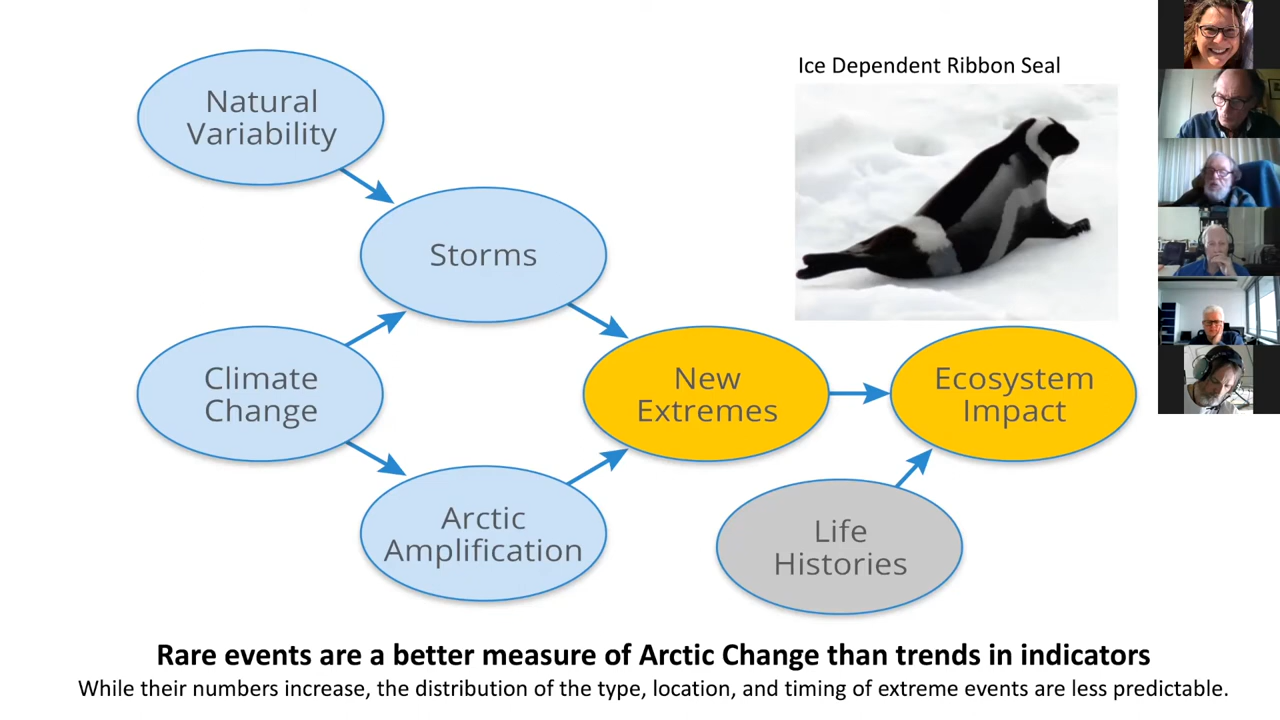 Natural
Variability
Ice Dependent Ribbon Seal
Storms
Climate
Change
New
Extremes
Ecosystem
Impact
Arctic
Amplification
Life
Histories
Rare events are a better measure of Arctic Change than trends in indicators
While their numbers increase, the distribution of the type, location, and timing of extreme events are less predictable.